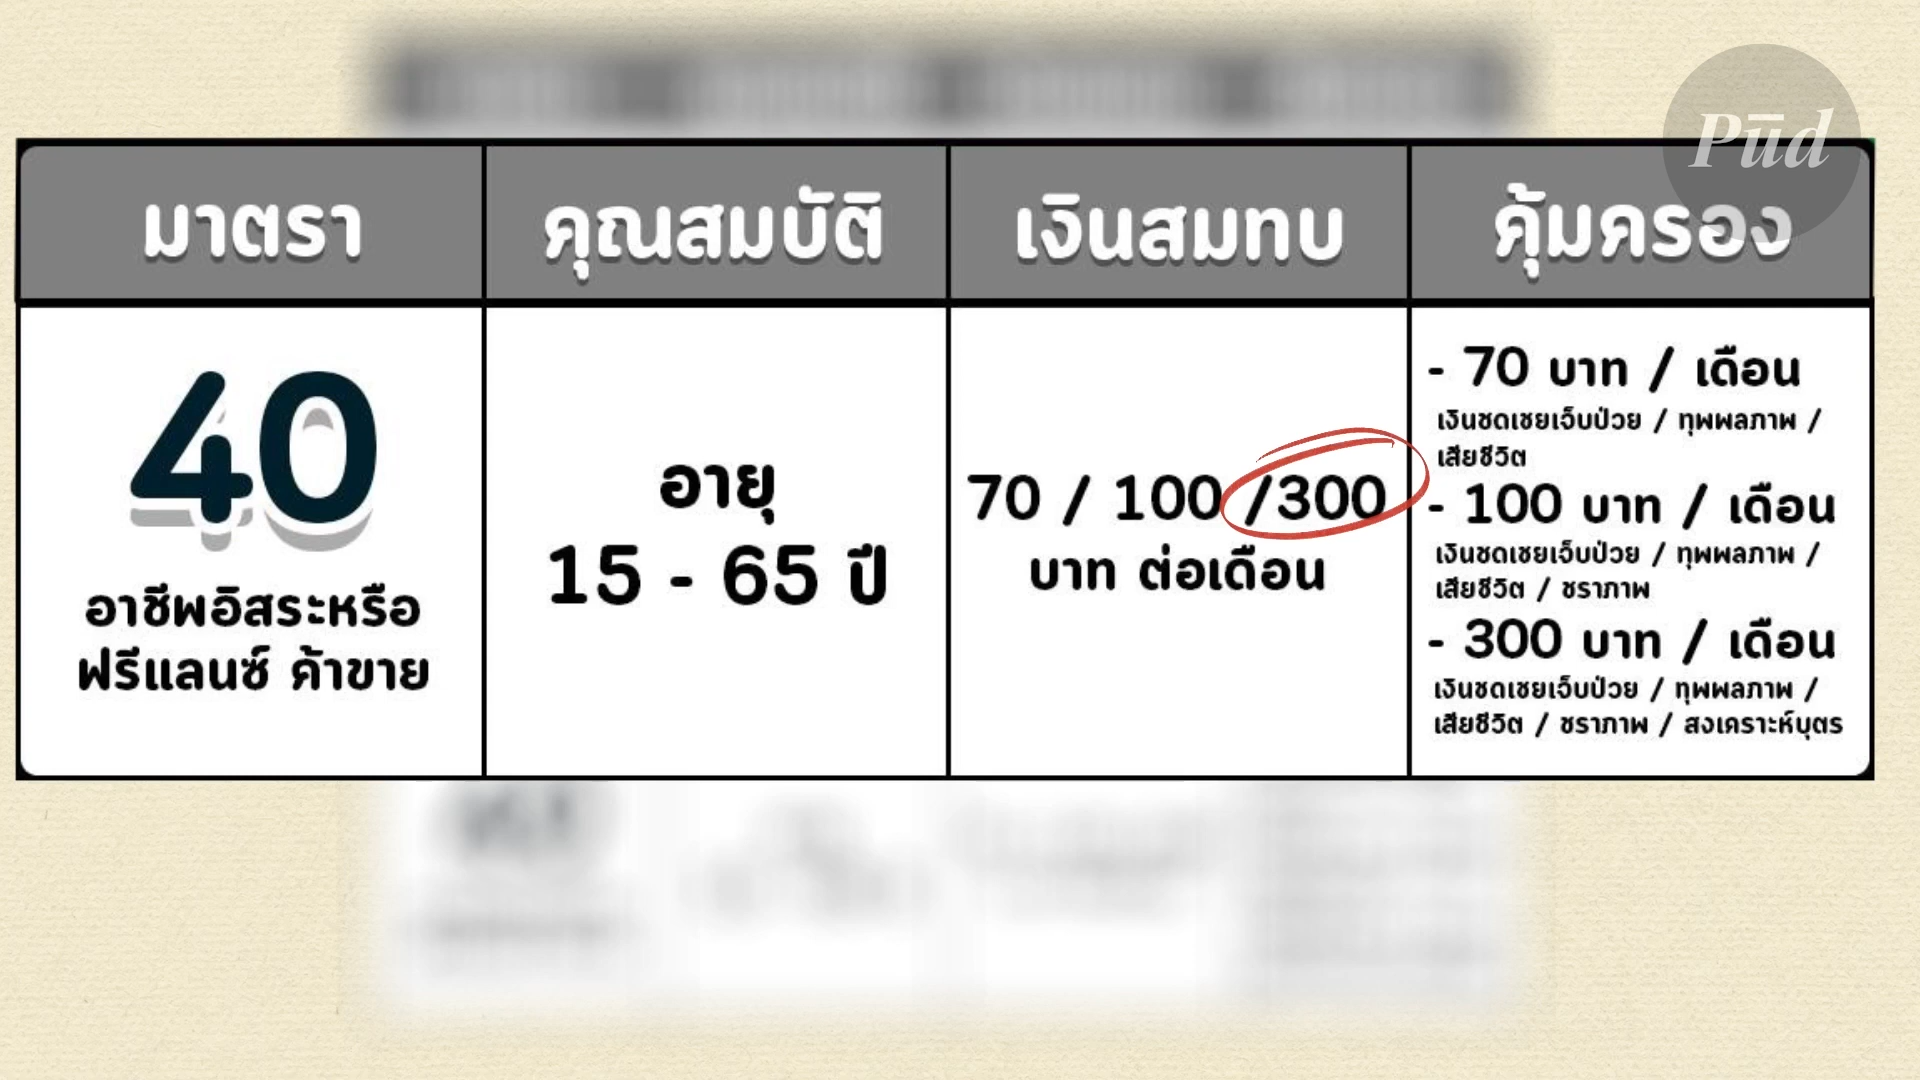 Pūd
มาตรา
คุณสมบัติ
เงินสมทบ
คุ้มครอง
40
อาชีพอิสระหรือ
ฟรีแลนซ์ ค้าขาย
อายุ
15 - 65 ปี
70 / 100 /300
บาท ต่อเดือน
- 70 บาท / เดือน
เงินชดเชยเจ็บป่วย / ทุพพลภาพ /
เสียชีวิต
- 100 บาท / เดือน
เงินชดเชยเจ็บป่วย / ทุพพลภาพ /
เสียชีวิต / ชราภาพ
- 300 บาท / เดือน
เงินชดเชยเจ็บป่วย / ทุพพลภาพ /
เสียชีวิต / ชราภาพ / สงเคราะห์บุตร